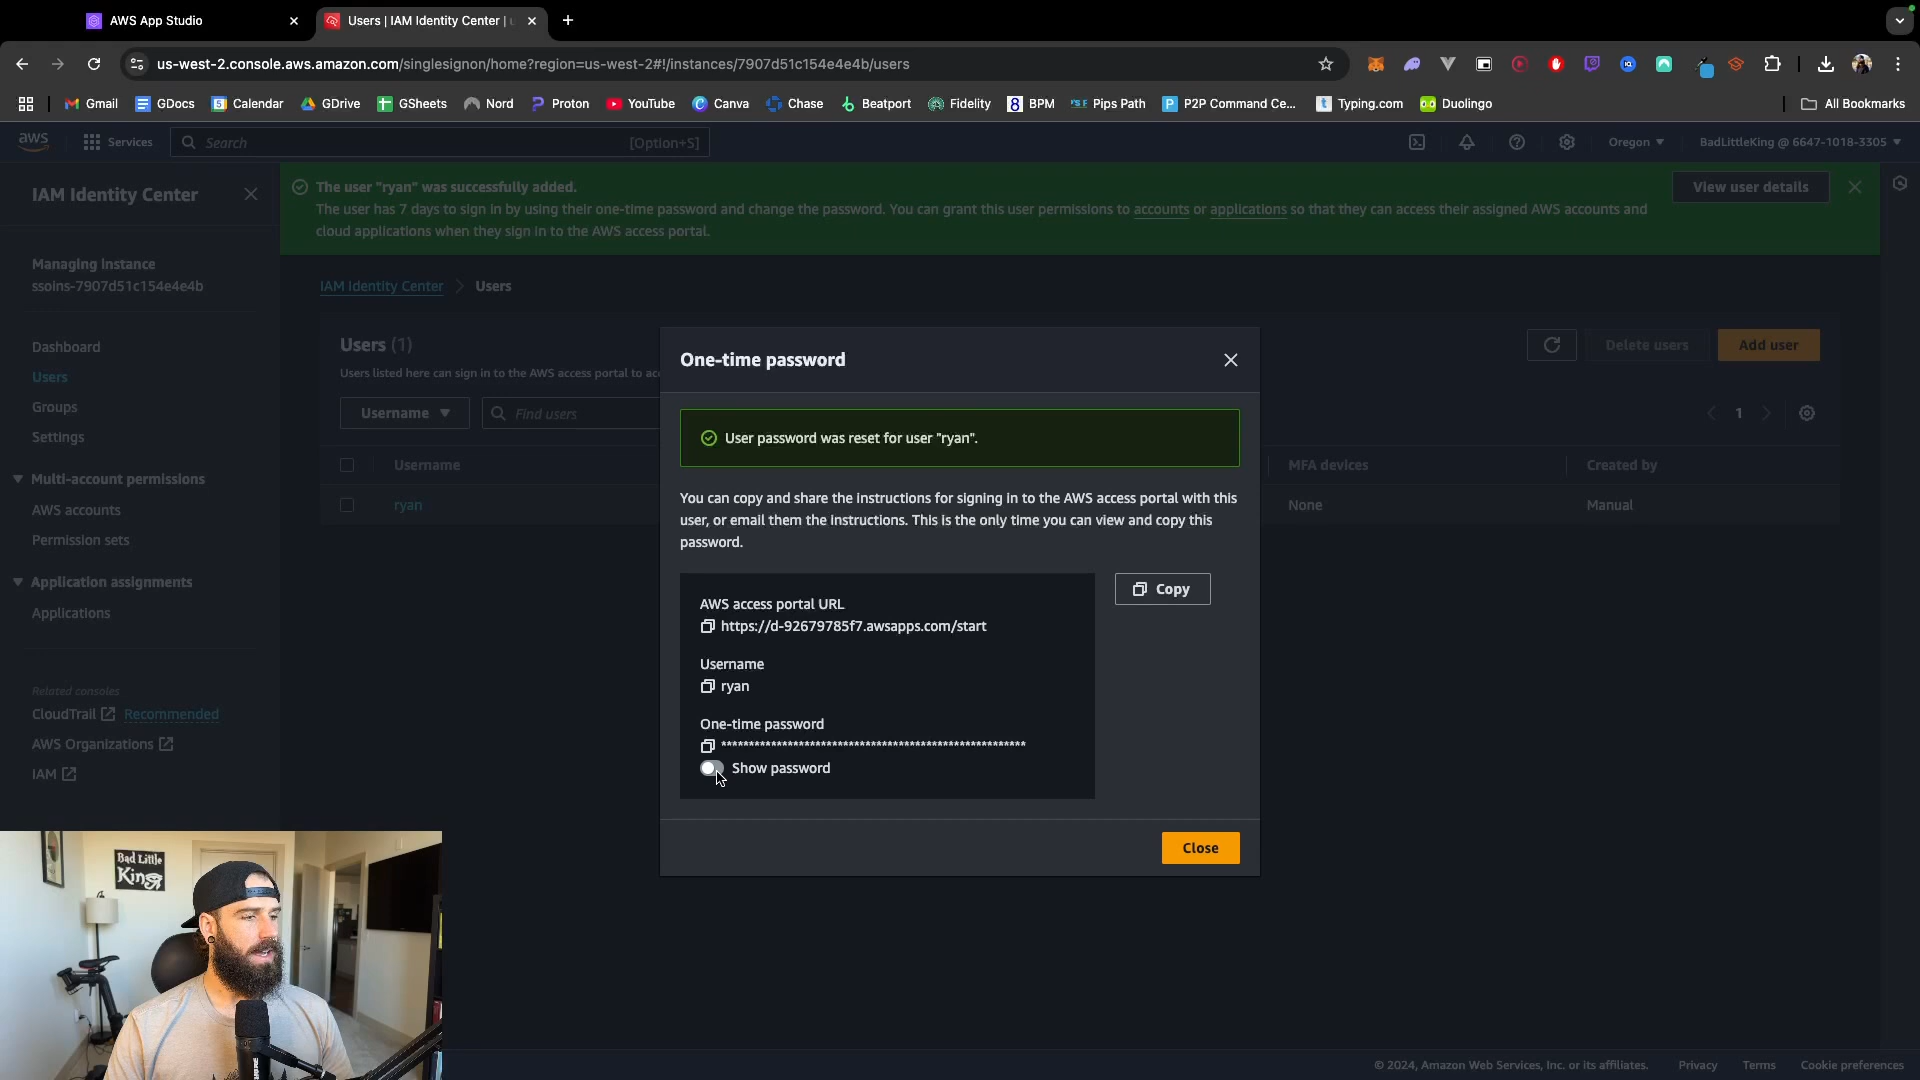 AWS App Studio
Users | IAM Identity Center | u
us-west-2.console.aws.amazon.com/singlesignon/home?region=us-west-2#!/instances/7907d51c154e4e4b/users
Gmail
GDocs
Calendar
GDrive
GSheets
Nord
Proton
YouTube
Canva
Chase
Beatport
Fidelity
BPM
Pips Path
P2P Command Ce...
Typing.com
Duolingo
All Bookmarks
aws
Services
Search
[Option+S]
Oregon
BadLittleKing @ 6647-1018-3305
IAM Identity Center
The user "ryan" was successfully added.
The user has 7 days to sign in by using their one-time password and change the password. You can grant this user permissions to accounts or applications so that they can access their assigned AWS accounts and
cloud applications when they sign in to the AWS access portal.
View user details
Managing instance
ssoins-7907d51c154e4e4b
Dashboard
Users
Groups
Settings
Multi-account permissions
AWS accounts
Permission sets
Application assignments
Applications
Related consoles
CloudTrail Recommended
AWS Organizations
IAM
IAM Identity Center > Users
Users (1)
Users listed here can sign in to the AWS access portal to
Delete users
Add user
Username
Find users
1
Username
MFA devices
Created by
ryan
None
Manual
One-time password
User password was reset for user "ryan".
You can copy and share the instructions for signing in to the AWS access portal with this
user, or email them the instructions. This is the only time you can view and copy this
password.
Copy
AWS access portal URL
https://d-92679785f7.awsapps.com/start
Username
ryan
One-time password
********************************************************
Show password
Close
Bad Little
King
© 2024, Amazon Web Services, Inc. or its affiliates.
Privacy
Terms
Cookie preferences